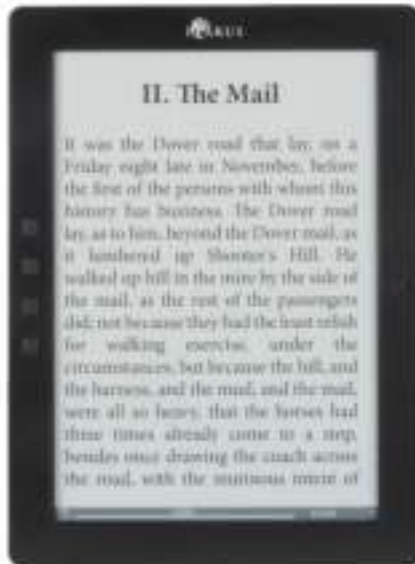 ICARUS
II. The Mail
It was the Dover road that lay, on a
Friday night late in November, before
the first of the persons with whom this
history has business. The Dover road
lay, as to him, beyond the Dover mail, as
it lumbered up Shooter's Hill. He
walked up hill in the mire by the side of
the mail, as the rest of the passengers
did; not because they had the least relish
for walking exercise, under the
circumstances, but because the hill, and
the harness, and the mud, and the mail,
were all so heavy, that the horses had
three times already come to a stop,
besides once drawing the coach across
the road, with the mutinous intent of